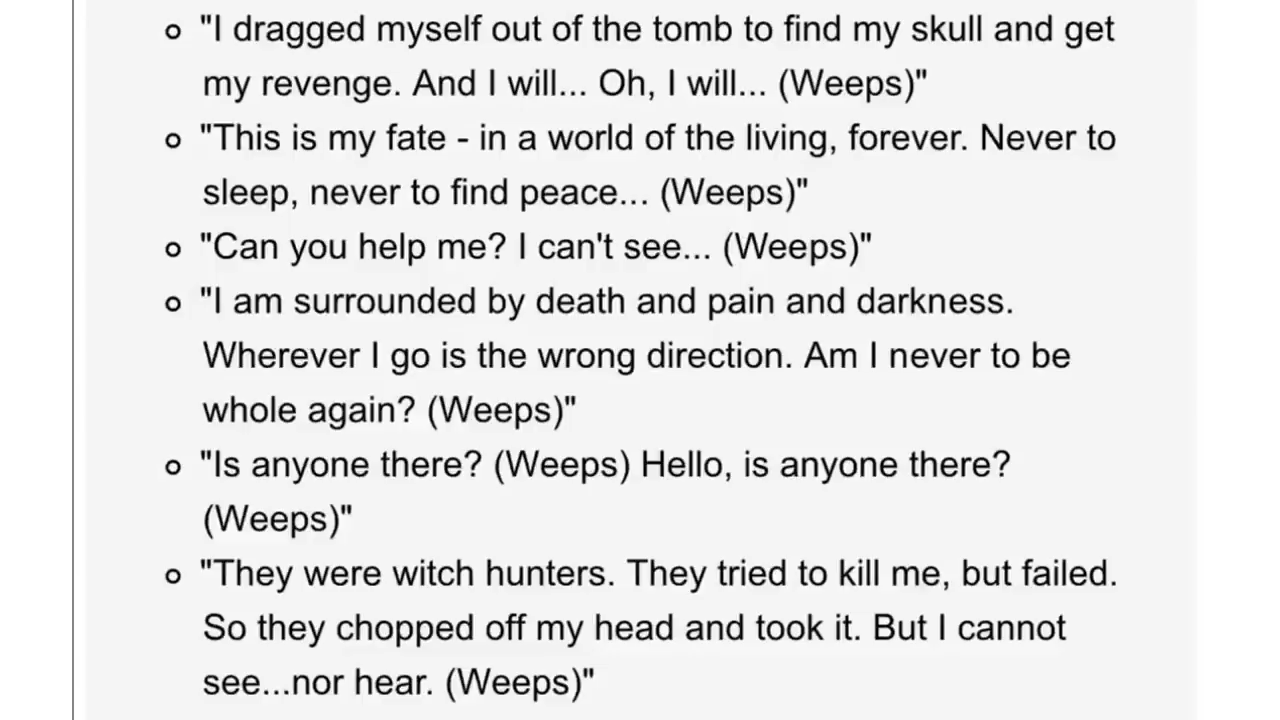 "I dragged myself out of the tomb to find my skull and get
my revenge. And I will... Oh, I will... (Weeps)"
"This is my fate - in a world of the living, forever. Never to
sleep, never to find peace... (Weeps)"
"Can you help me? I can't see... (Weeps)"
"I am surrounded by death and pain and darkness.
Wherever I go is the wrong direction. Am I never to be
whole again? (Weeps)"
"Is anyone there? (Weeps) Hello, is anyone there?
(Weeps)"
"They were witch hunters. They tried to kill me, but failed.
So they chopped off my head and took it. But I cannot
see...nor hear. (Weeps)"